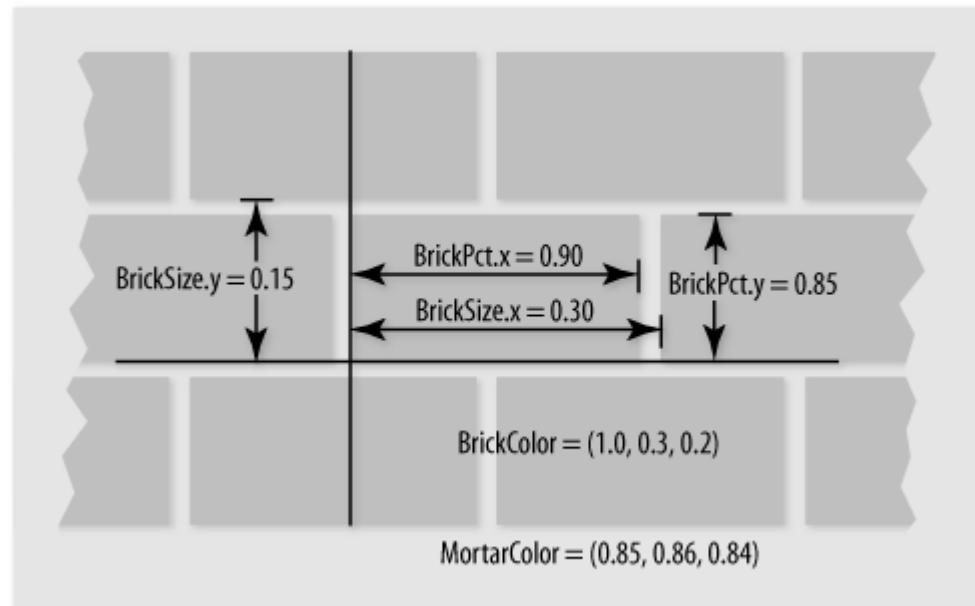 BrickPct.x = 0.90
BrickSize.y = 0.15
BrickPct.y = 0.85
BrickSize.x = 0.30
BrickColor = (1.0, 0.3, 0.2)
MortarColor = (0.85, 0.86, 0.84)